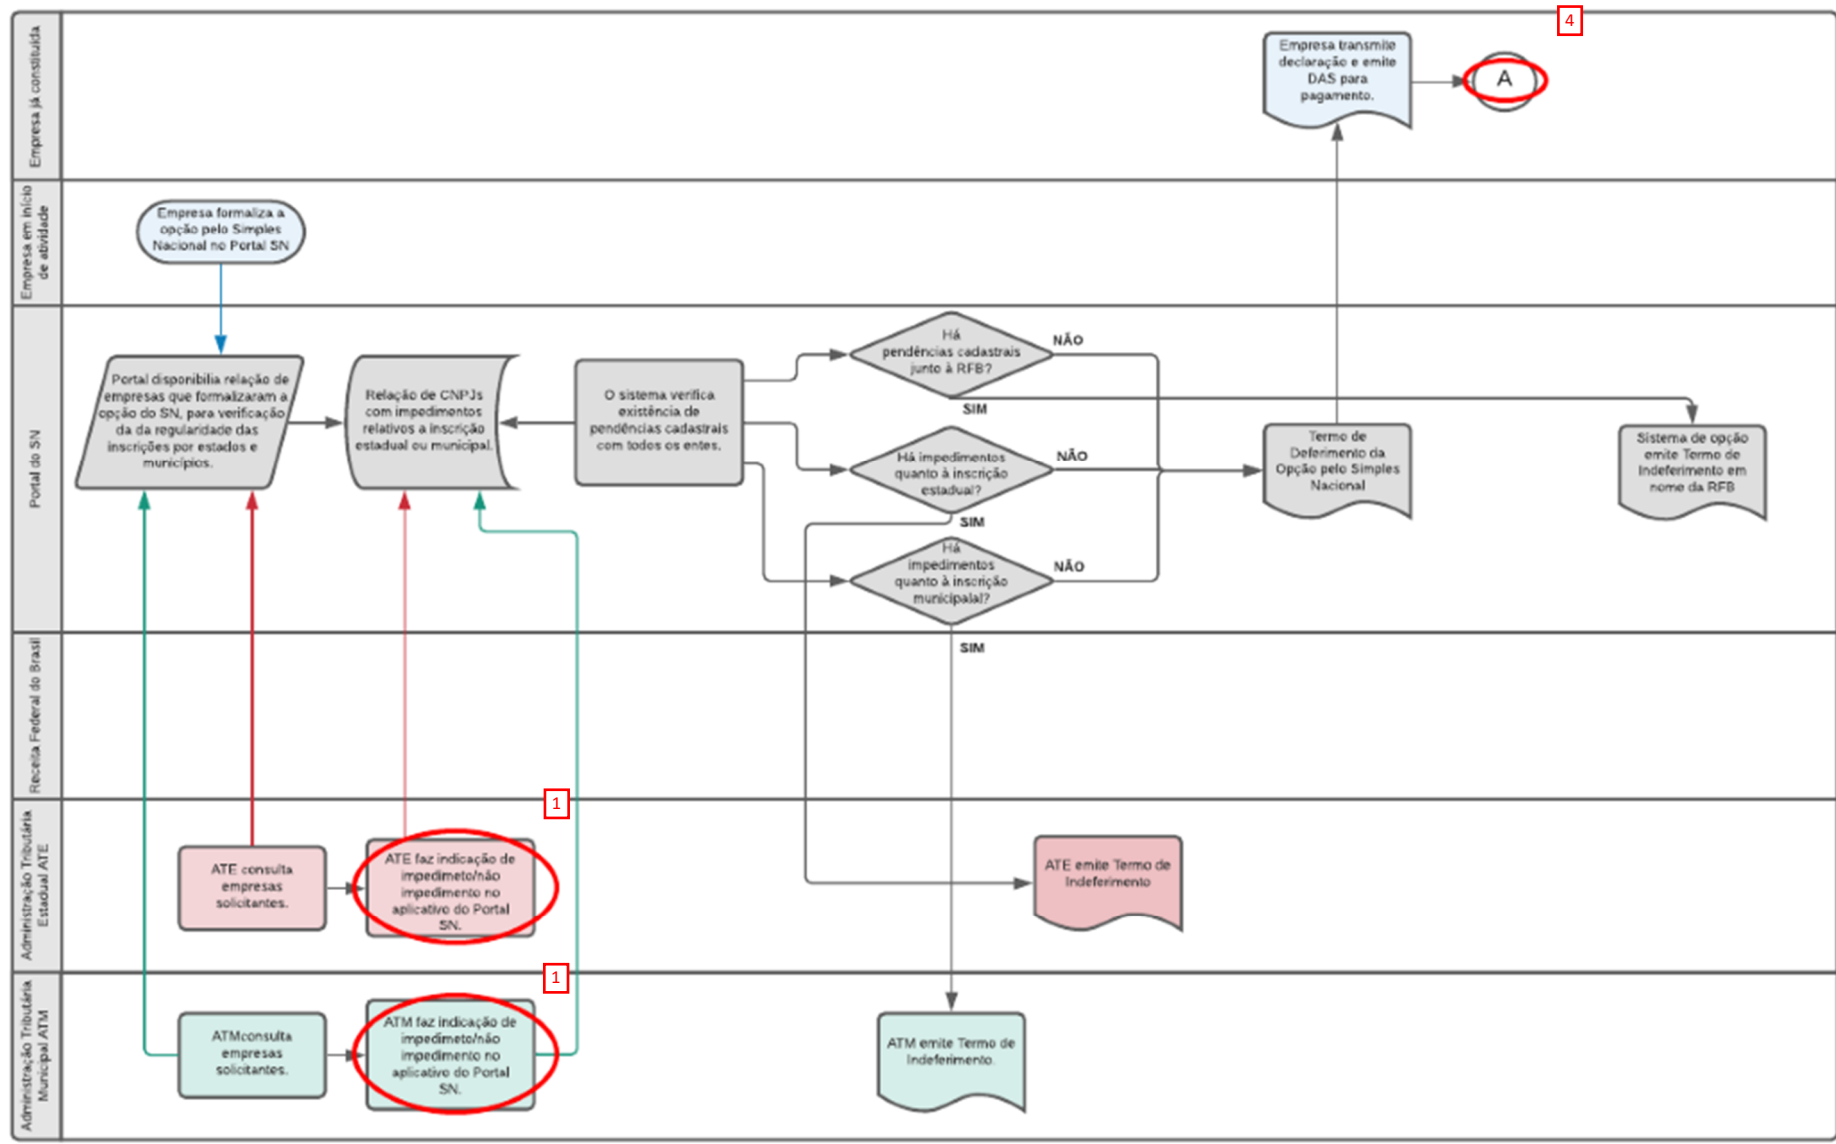 4
Empresa já constituída
Empresa transmite
declaração e emite
DAS para
pagamento.
A
Empresa em início
de atividade
Empresa formaliza a
opção pelo Simples
Nacional no Portal SN
Portal do SN
Portal disponibilia relação de
empresas que formalizaram a
opção do SN, para verificação
da da regularidade das
inscrições por estados e
municípios.
Relação de CNPJs
com impedimentos
relativos a inscrição
estadual ou municipal.
O sistema verifica
existência de
pendências cadastrais
com todos os entes.
Há
pendências cadastrais
junto à RFB?
NÃO
SIM
Há impedimentos
quanto à inscrição
estadual?
NÃO
SIM
Há
impedimentos
quanto à inscrição
municipalal?
NÃO
SIM
Termo de
Deferimento da
Opção pelo Simples
Nacional
Sistema de opção
emite Termo de
Indeferimento em
nome da RFB
Receita Federal do Brasil
Administração Tributária
Estadual ATE
1
ATE consulta
empresas
solicitantes.
ATE faz indicação de
impedimeto/não
impedimento no
aplicativo do Portal
SN.
ATE emite Termo de
Indeferimento
Administração Tributária
Municipal ATM
1
ATMconsulta
empresas
solicitantes.
ATM faz indicação de
impedimeto/não
impedimento no
aplicativo do Portal
SN.
ATM emite Termo de
Indeferimento.